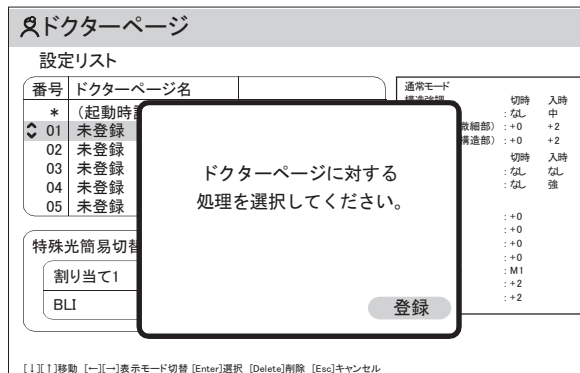 ドクターページ
設定リスト
番号 ドクターページ名
* (起動時
01 未登録
02 未登録
03 未登録
04 未登録
05 未登録
特殊光簡易切替
割り当て1
BLI
ドクターページに対する
処理を選択してください。
登録
通常モード
切時 入時
:なし 中
微細部):+0 +2
構造部):+0 +2
切時 入時
:なし なし
:なし 強
:+0
:+0
:+0
:+0
:M1
:+2
:+2
[↓][↑]移動 [←][→]表示モード切替 [Enter]選択 [Delete]削除 [Esc]キャンセル